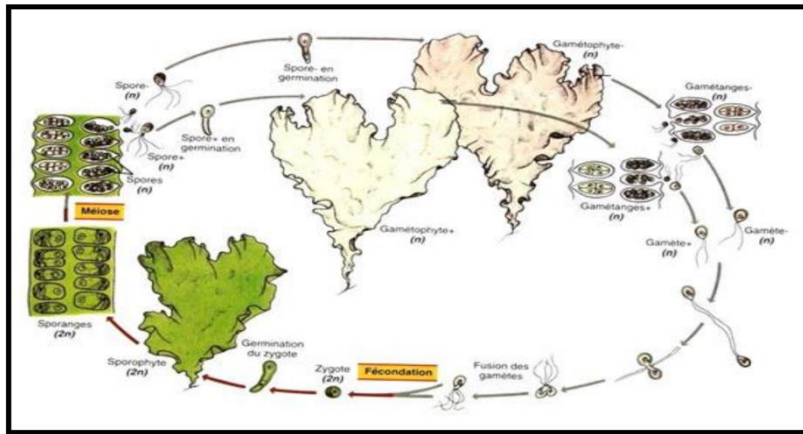 Spore-
(n)
Spore- en
germination
Gamétophyte-
(n)
Gamétanges-
(n)
Spore+
(n)
Spore+ en
germination
Spores
(n)
Méiose
Gamétophyte+
(n)
Gamétanges+
(n)
Gamète+
(n)
Gamète-
(n)
Sporanges
(2n)
Sporophyte
(2n)
Germination
du zygote
Zygote
(2n)
Fécondation
Fusion des
gamètes